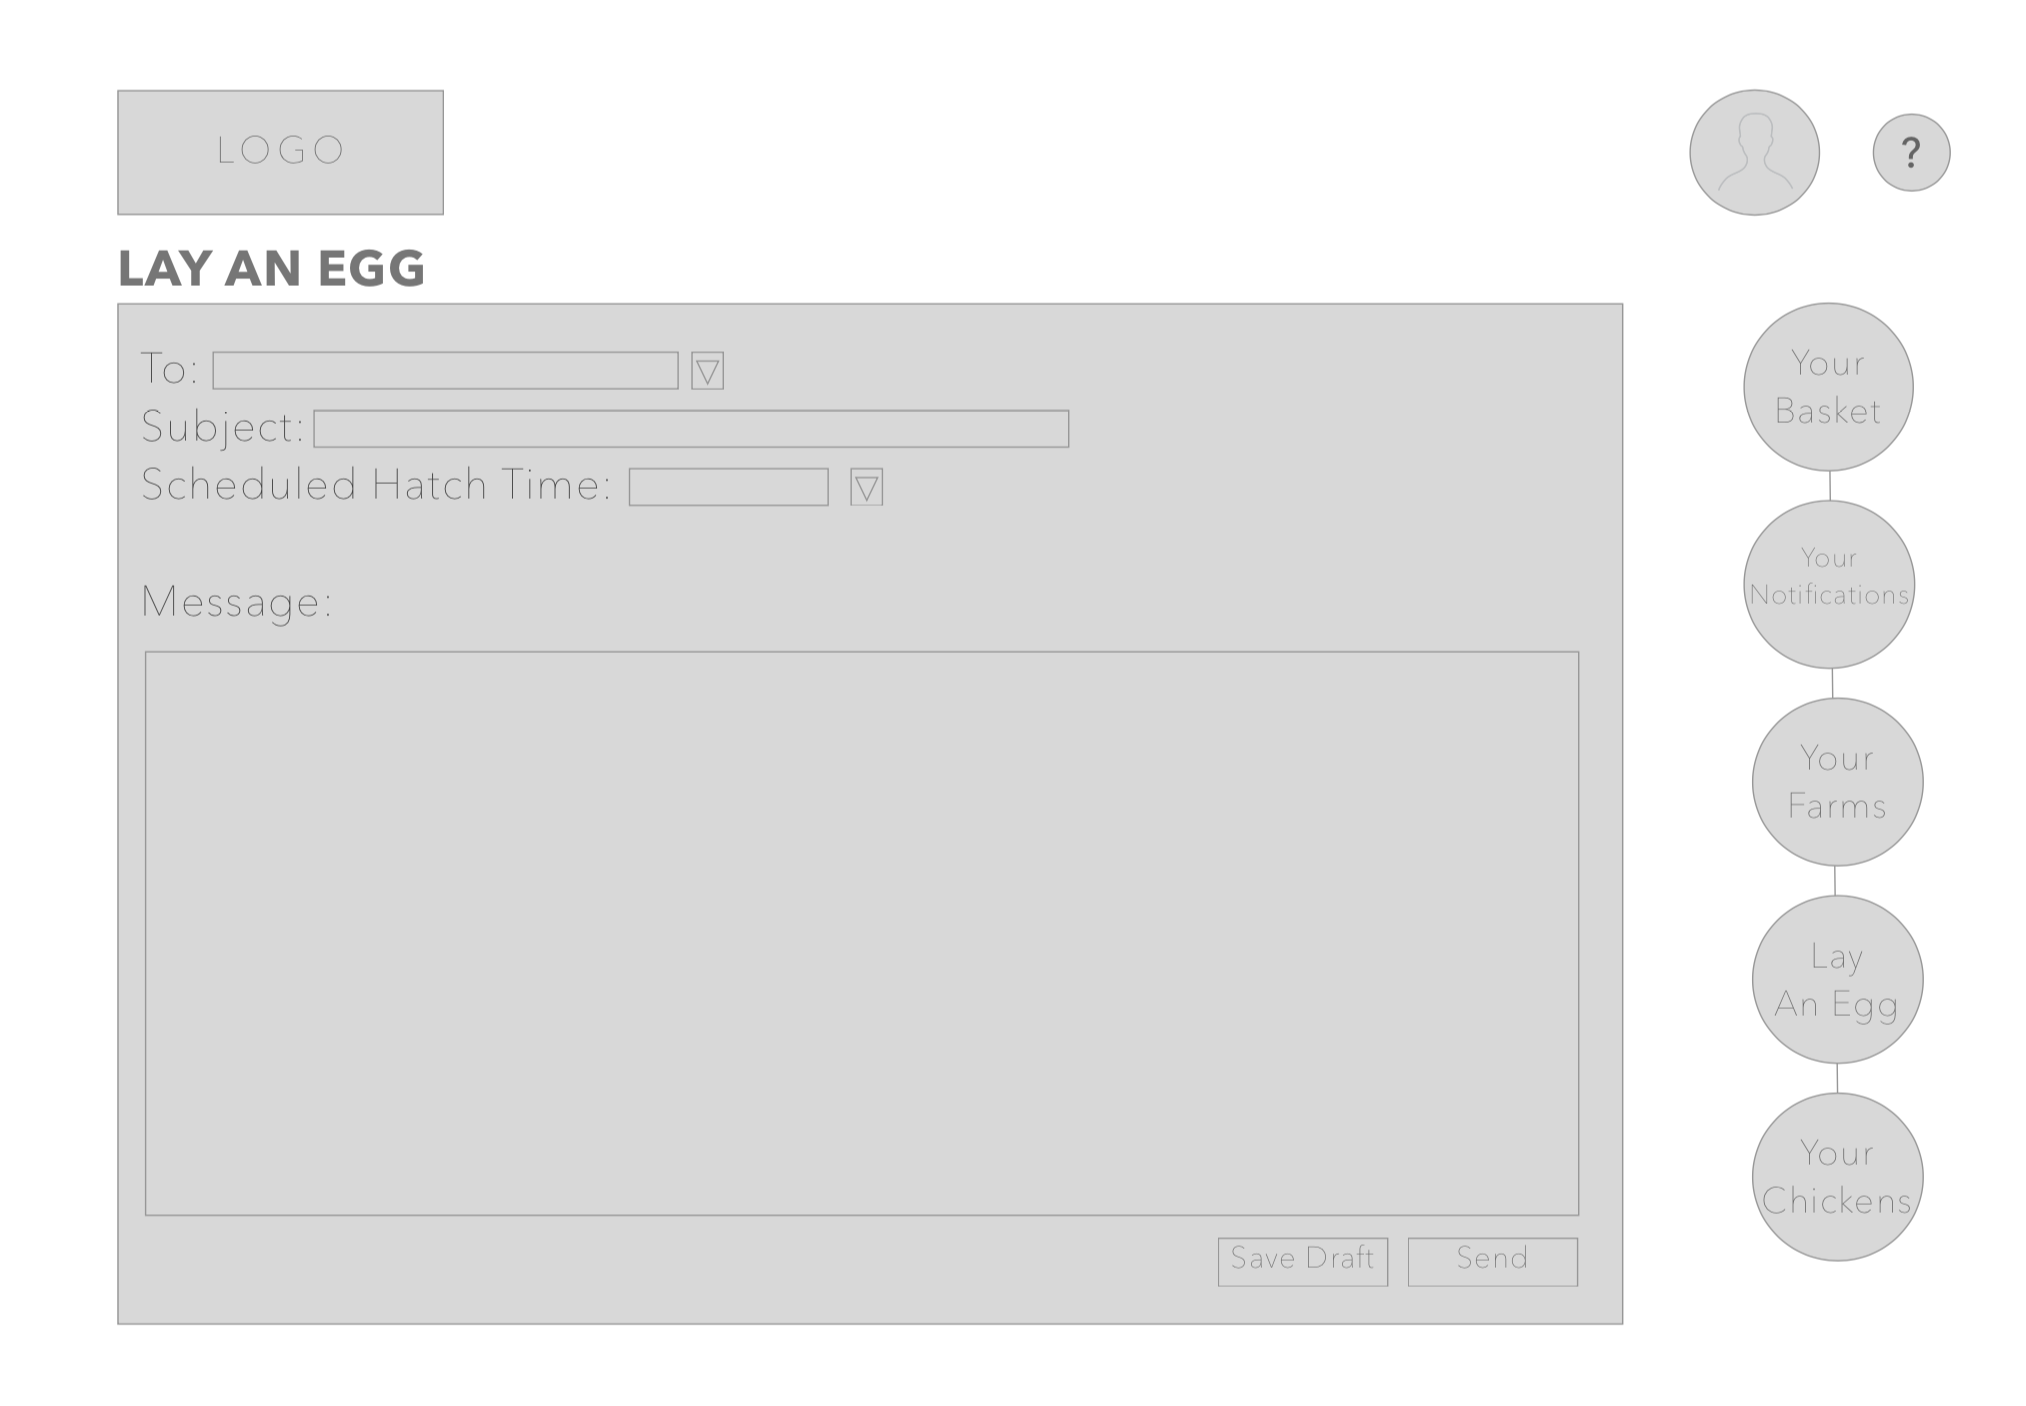 LOGO
?
LAY AN EGG
To:
Subject:
Scheduled Hatch Time:
Message:
Save Draft
Send
Your
Basket
Your
Notifications
Your
Farms
Lay
An Egg
Your
Chickens